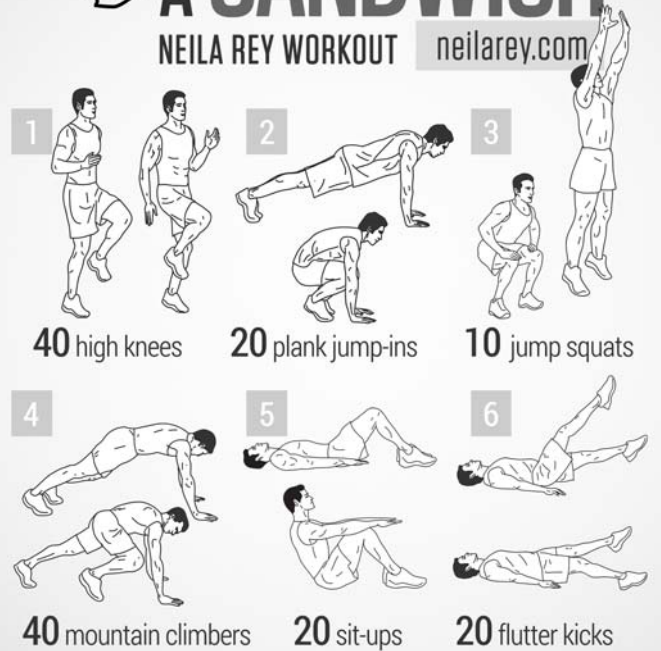 A SANDWICH
NEILA REY WORKOUT neilarey.com
1 2 3
40 high knees 20 plank jump-ins 10 jump squats
4 5 6
40 mountain climbers 20 sit-ups 20 flutter kicks